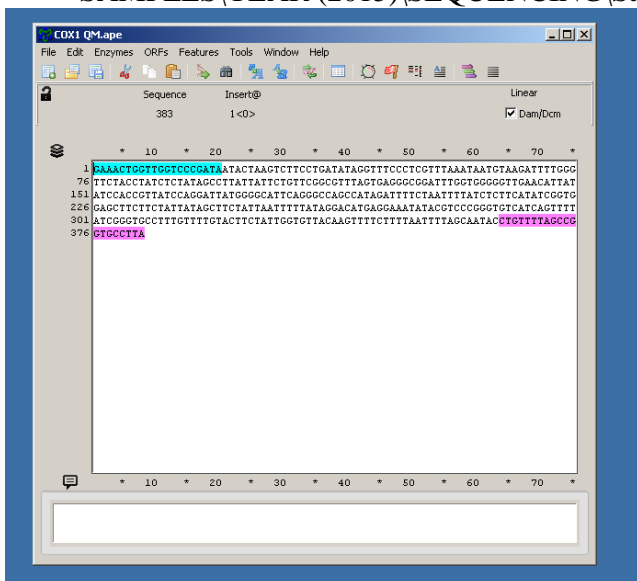 COX1 QM.ape
File Edit Enzymes ORFs Features Tools Window Help
Sequence Insert@ Linear
383 1<0> Dam/Dcm
* 10 * 20 * 30 * 40 * 50 * 60 * 70 *
1 GAAACTGGTTGGTCCCGATAATACTAAGTCTTCCTGATATAGGTTTCCCTCGTTTAAATAATGTAAGATTTTGGG
76 TTCTACCTATCTCTATAGCCTTATTATTCTGTTCGGCGTTTAGTGAGGGCGGATTTGGTGGGGGTTGAACATTAT
151 ATCCACCGTTATCCAGGATTATGGGGCATTCAGGGCCAGCCATAGATTTTCTAATTTTATCTCTTCATATCGGTG
226 GAGCTTCTTCTATTATAGCTTCTATTAATTTTTATAGGACATGAGGAAATATACGTCCCGGGTGTCATCAGTTTT
301 ATCGGGTGCCTTTGTTTTGTACTTCTATTGGTGTTACAAGTTTTCTTTTAATTTTAGCAATACCTGTTTTAGCCG
376 GTGCCTTA
* 10 * 20 * 30 * 40 * 50 * 60 * 70 *